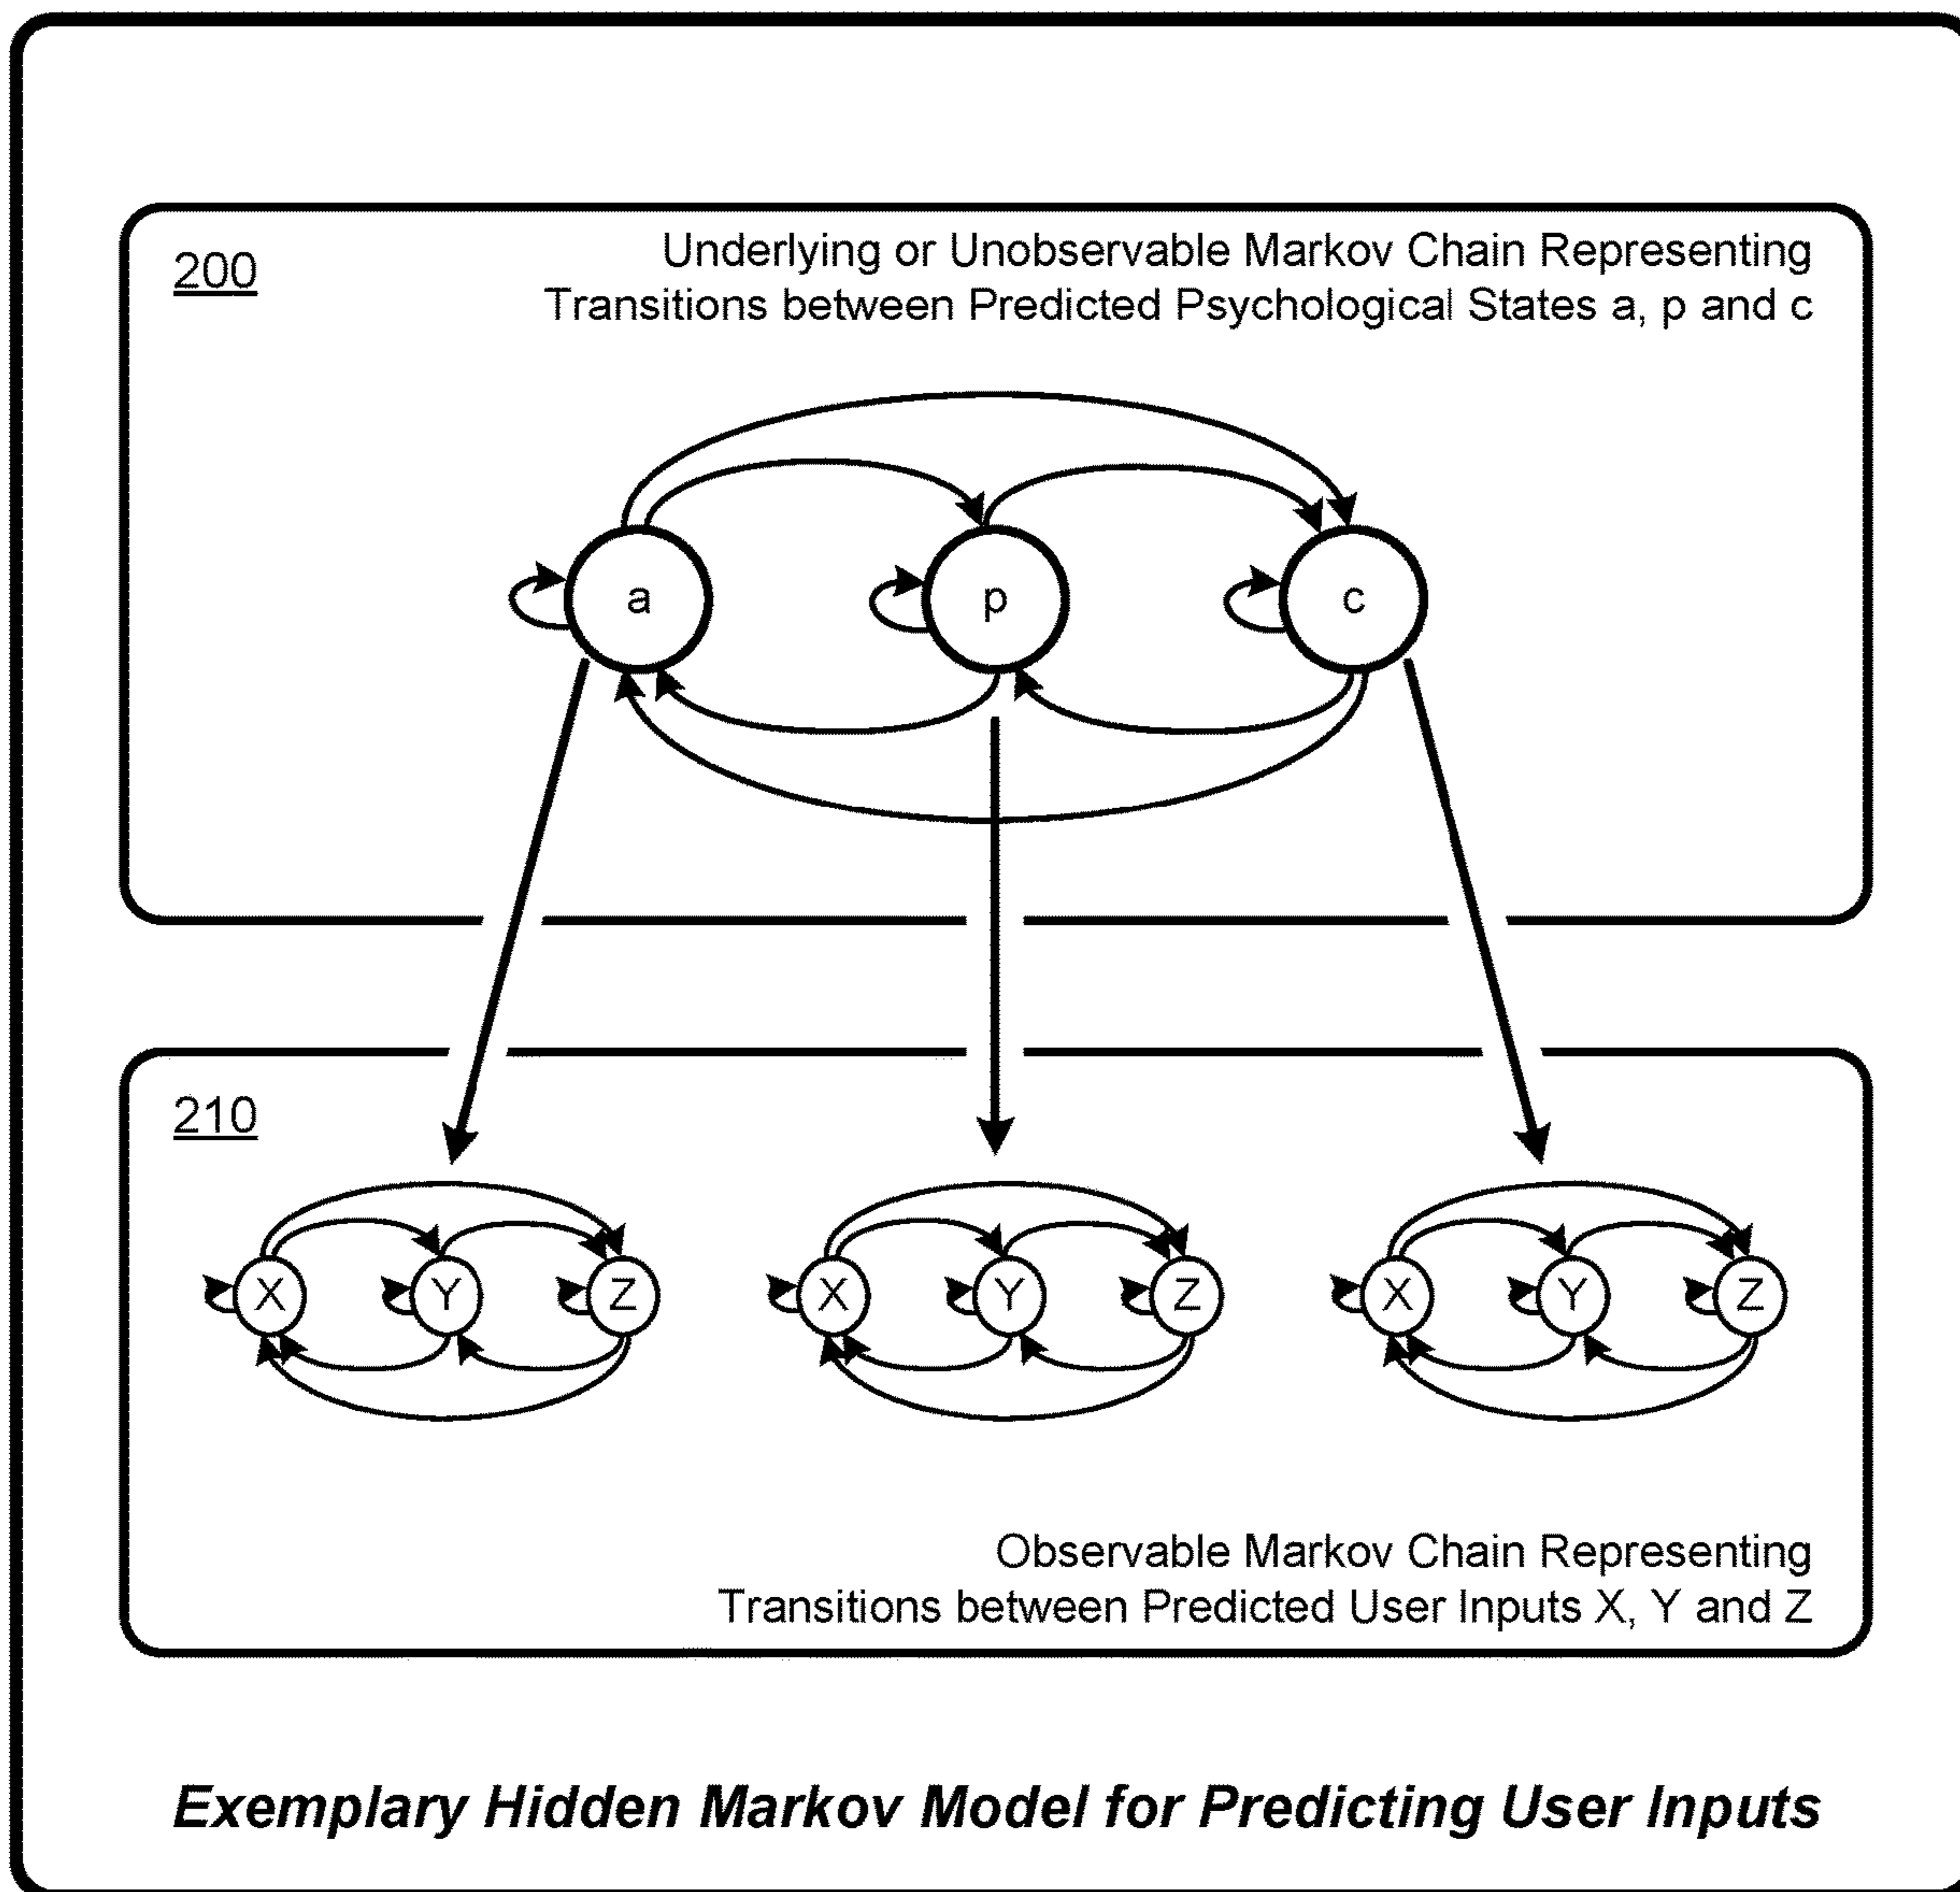 200
Underlying or Unobservable Markov Chain Representing
Transitions between Predicted Psychological States a, p and c
a
p
c
210
X
Y
Z
X
Y
Z
X
Y
Z
Observable Markov Chain Representing
Transitions between Predicted User Inputs X, Y and Z
Exemplary Hidden Markov Model for Predicting User Inputs